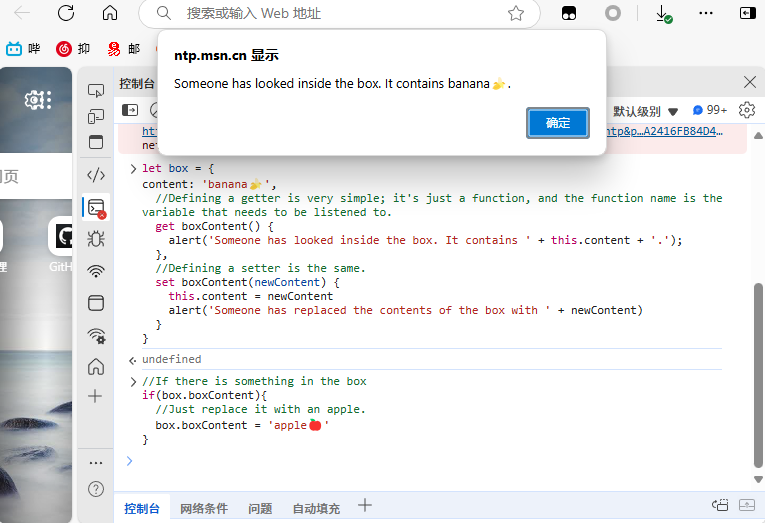 搜索或输入 Web 地址
哔
抑
邮
ntp.msn.cn 显示
Someone has looked inside the box. It contains banana🍌.
确定
控制台
默认级别 ▼
99+
ntp&p…A2416FB84D4…
let box = {
content: 'banana🍌',
//Defining a getter is very simple; it's just a function, and the function name is the
variable that needs to be listened to.
get boxContent() {
alert('Someone has looked inside the box. It contains ' + this.content + '.');
},
//Defining a setter is the same.
set boxContent(newContent) {
this.content = newContent
alert('Someone has replaced the contents of the box with ' + newContent)
}
}
undefined
//If there is something in the box
if(box.boxContent){
//Just replace it with an apple.
box.boxContent = 'apple🍎'
}
GitH
控制台
网络条件
问题
自动填充